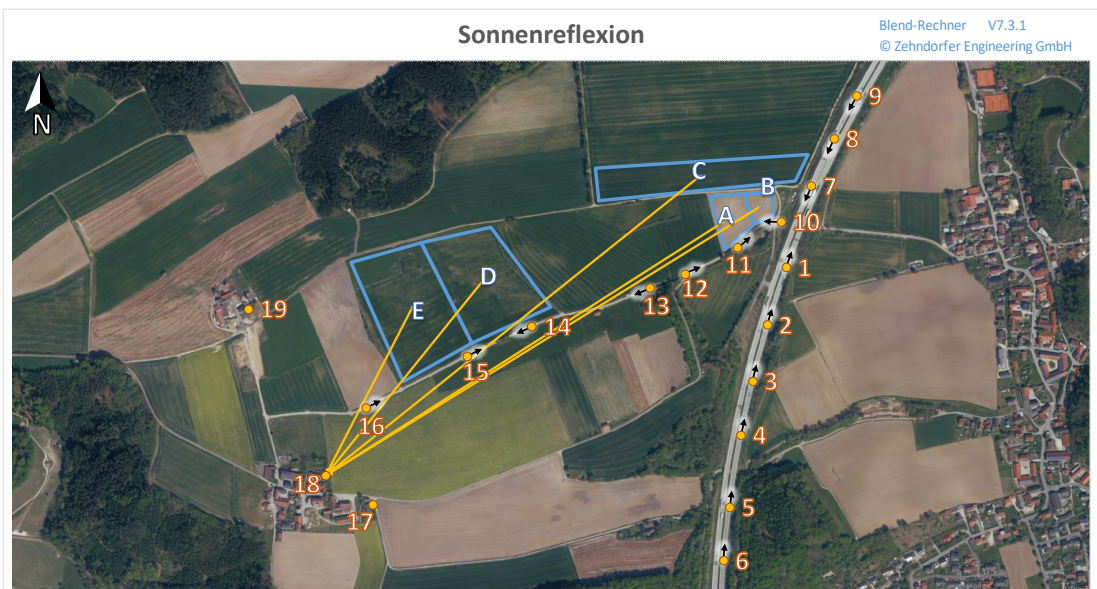 Sonnenreflexion
Blend-Rechner V7.3.1
© Zehndorfer Engineering GmbH
N
9
8
C
7
B
A
10
11
1
D
12
13
E
19
14
2
15
3
16
4
18
17
5
6